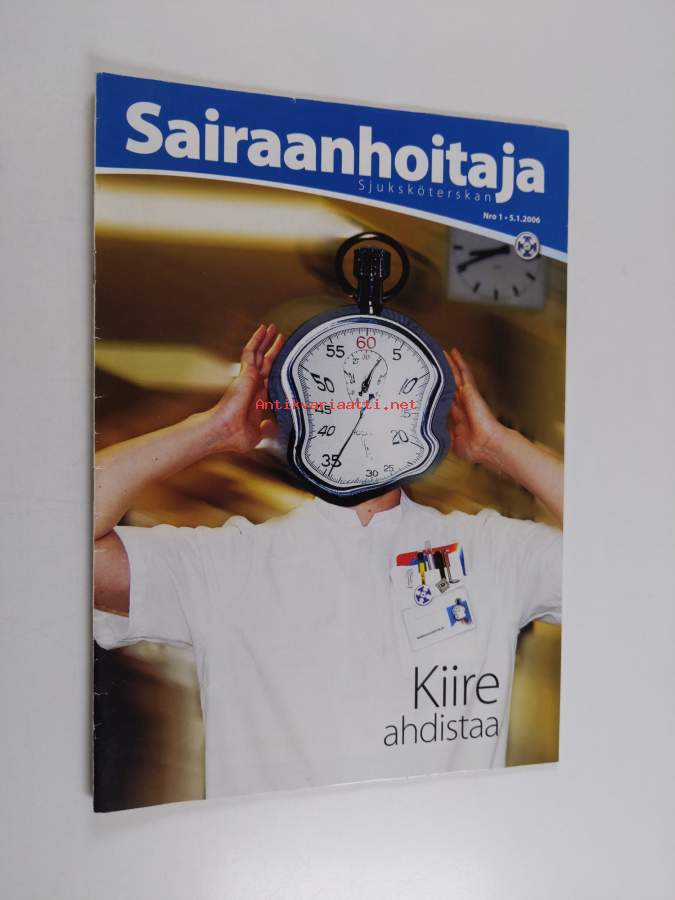 Sairaanhoitaja
Sjuksköterskan
Nro 1 • 5.1.2006
60
55
5
50
10
45
5
40
20
35
30
25
Antikvariaatti.net
Kiire
ahdistaa